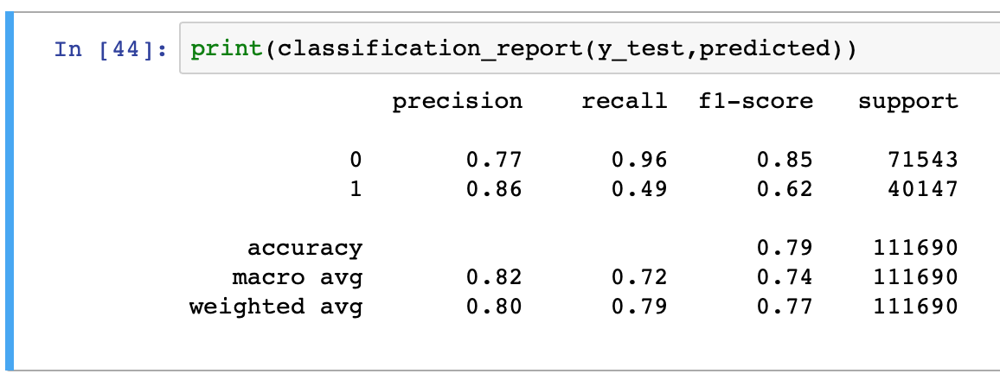 In [44]: print(classification_report(y_test,predicted))
precision recall f1-score support
0 0.77 0.96 0.85 71543
1 0.86 0.49 0.62 40147
accuracy 0.79 111690
macro avg 0.82 0.72 0.74 111690
weighted avg 0.80 0.79 0.77 111690